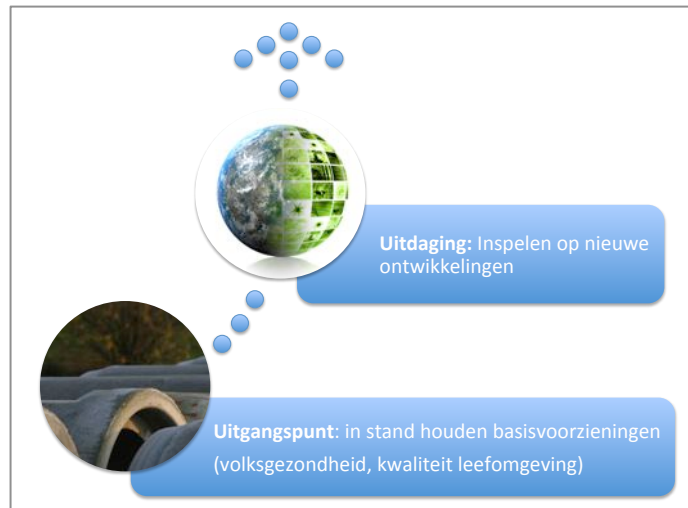 Uitdaging: Inspelen op nieuwe
ontwikkelingen
Uitgangspunt: in stand houden basisvoorzieningen
(volksgezondheid, kwaliteit leefomgeving)